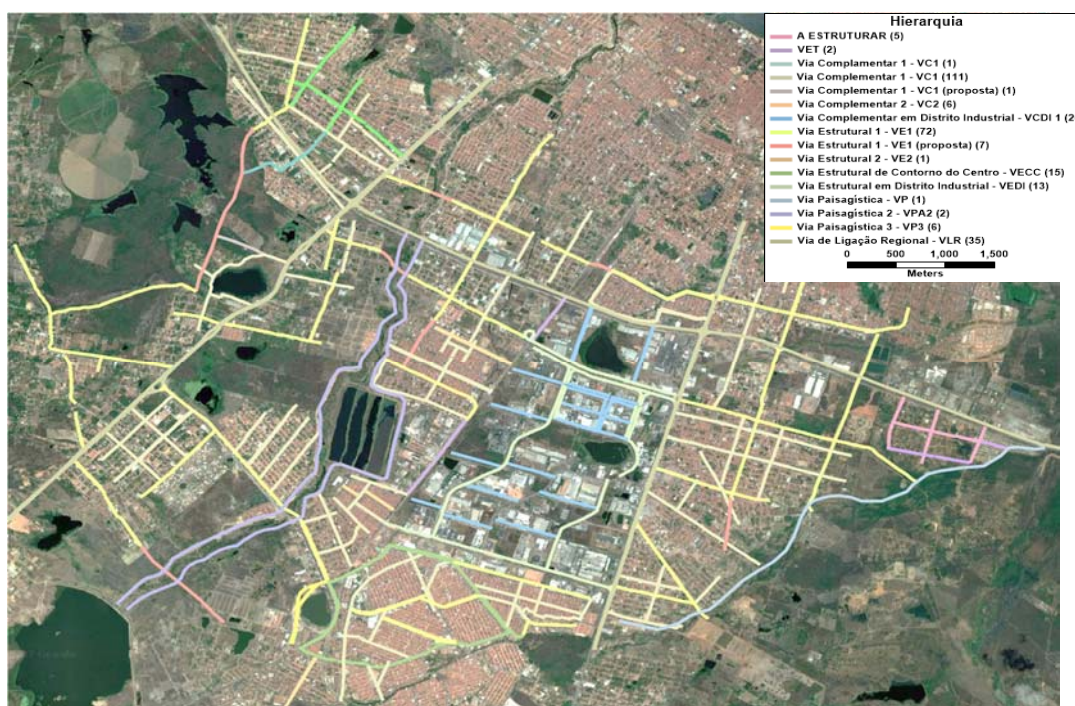 Hierarquia
A ESTRUTURAR (5)
VET (2)
Via Complamentar 1 - VC1 (1)
Via Complementar 1 - VC1 (111)
Via Complementar 1 - VC1 (proposta) (1)
Via Complementar 2 - VC2 (6)
Via Complementar em Distrito Industrial - VCDI 1 (2
Via Estrutural 1 - VE1 (72)
Via Estrutural 1 - VE1 (proposta) (7)
Via Estrutural 2 - VE2 (1)
Via Estrutural de Contorno do Centro - VECC (15)
Via Estrutural em Distrito Industrial - VEDI (13)
Via Paisagística - VP (1)
Via Paisagística 2 - VPA2 (2)
Via Paisagística 3 - VP3 (6)
Via de Ligação Regional - VLR (35)
0 500 1,000 1,500
Meters